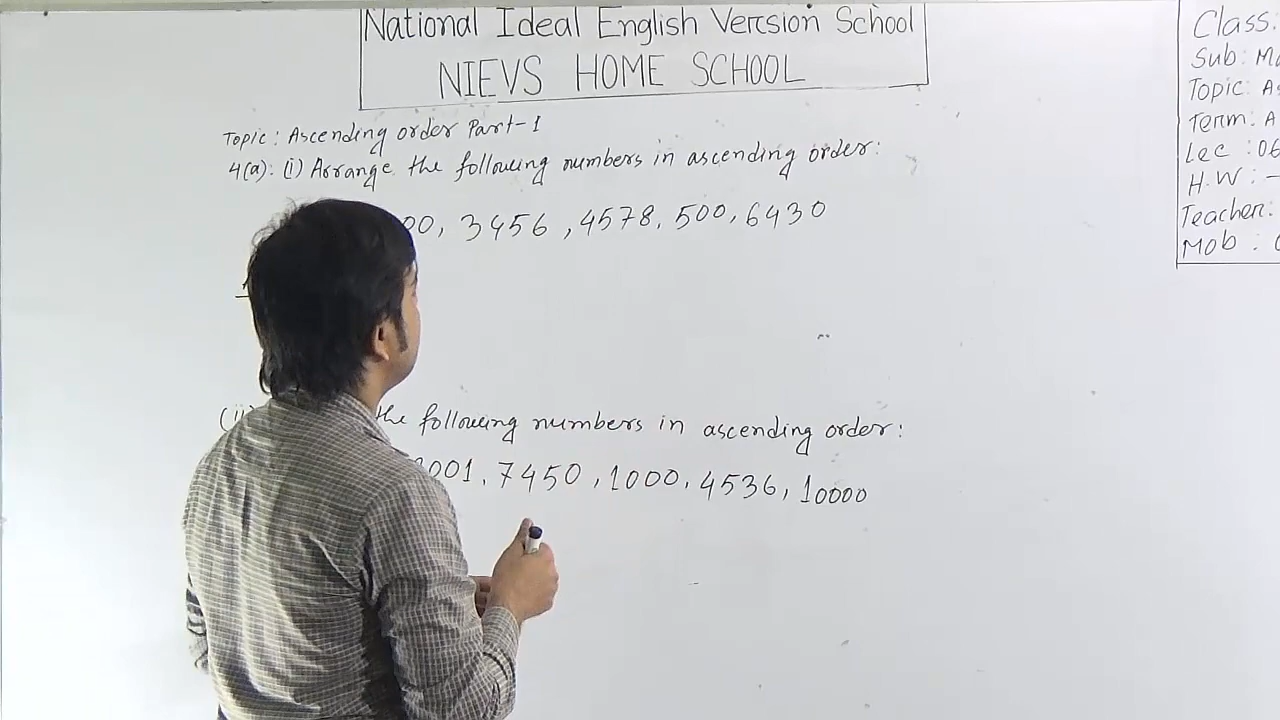 National Ideal English Version School
NIEVS HOME SCHOOL
Topic: Ascending order Part-1
4(a): (i) Arrange the following numbers in ascending order:
3456, 4578, 500, 6430
the following numbers in ascending order:
7450, 1000, 4536, 10000
Class.
Sub:
Topic:
Term:
Lec: 06
H.W: -
Teacher:
Mob: